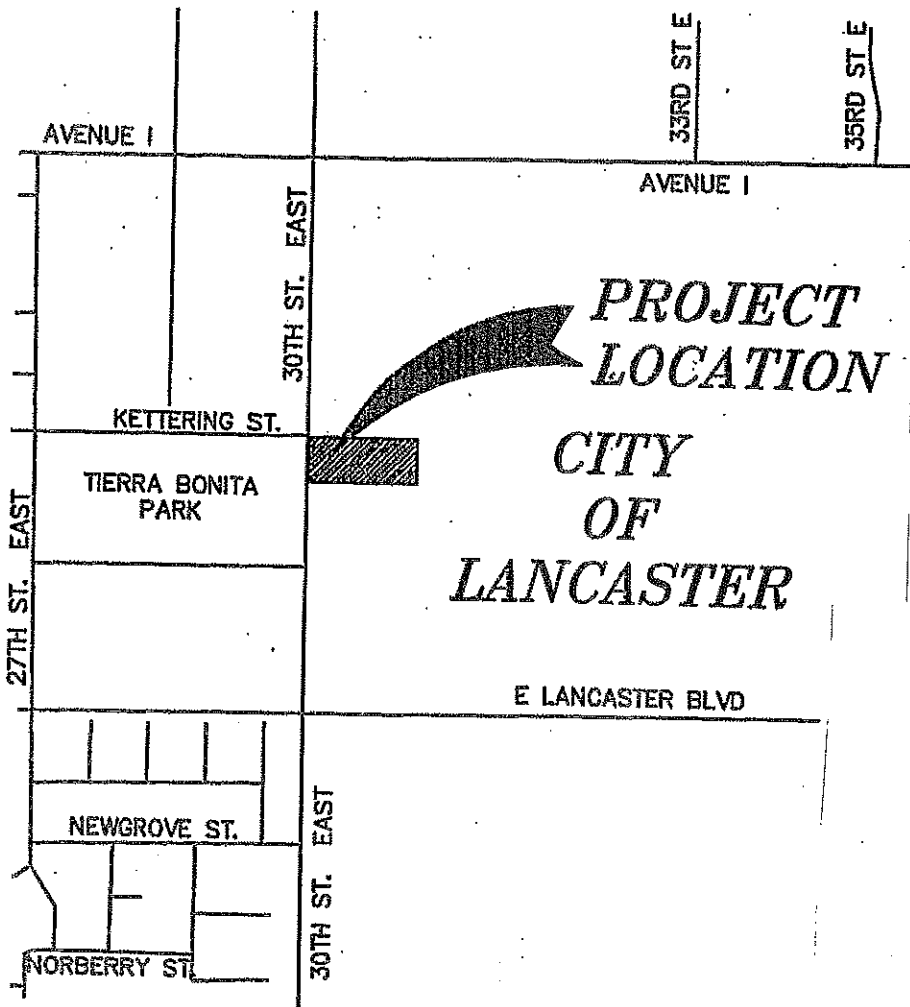 33RD ST E
35RD ST E
AVENUE I
AVENUE I
30TH ST. EAST
PROJECT
LOCATION
KETTERING ST.
CITY
OF
LANCASTER
TIERRA BONITA
PARK
27TH ST. EAST
E LANCASTER BLVD
NEWGROVE ST.
30TH ST. EAST
NORBERRY ST.